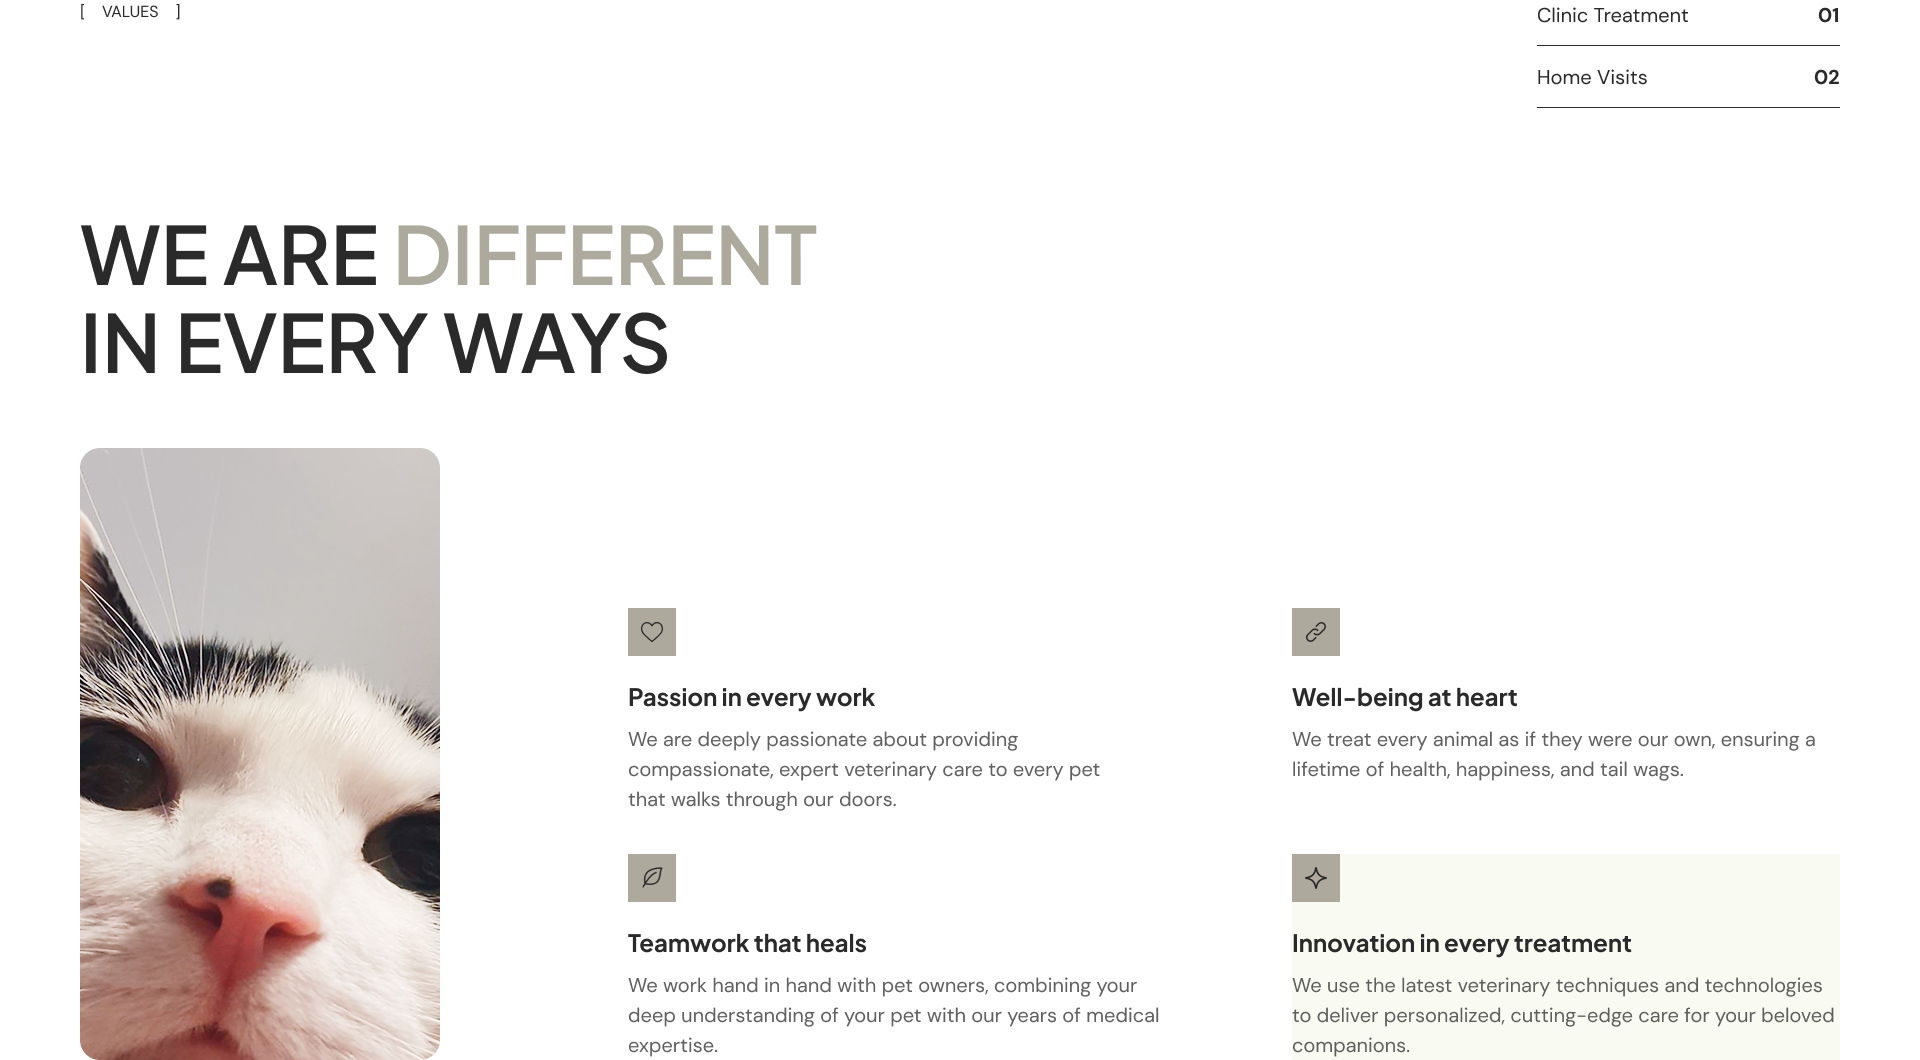 [ VALUES ]
Clinic Treatment 01
Home Visits 02
WE ARE DIFFERENT
IN EVERY WAYS
Passion in every work
We are deeply passionate about providing
compassionate, expert veterinary care to every pet
that walks through our doors.
Well-being at heart
We treat every animal as if they were our own, ensuring a
lifetime of health, happiness, and tail wags.
Teamwork that heals
We work hand in hand with pet owners, combining your
deep understanding of your pet with our years of medical
expertise.
Innovation in every treatment
We use the latest veterinary techniques and technologies
to deliver personalized, cutting-edge care for your beloved
companions.